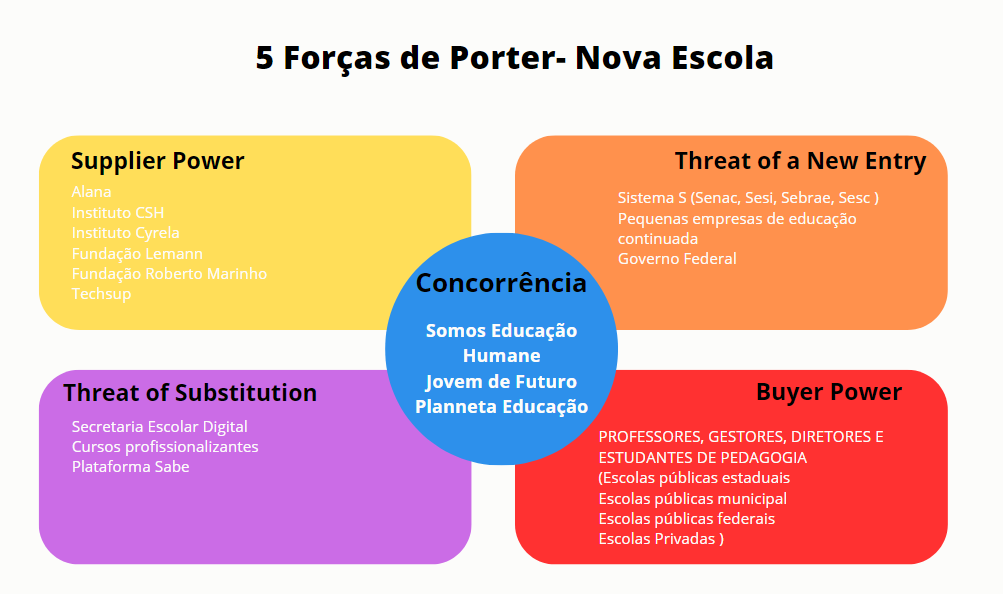 5 Forças de Porter- Nova Escola
Supplier Power
Alana
Instituto CSH
Instituto Cyrela
Fundação Lemann
Fundação Roberto Marinho
Techsup
Threat of a New Entry
Sistema S (Senac, Sesi, Sebrae, Sesc )
Pequenas empresas de educação
continuada
Governo Federal
Concorrência
Somos Educação
Humane
Jovem de Futuro
Planneta Educação
Threat of Substitution
Secretaria Escolar Digital
Cursos profissionalizantes
Plataforma Sabe
Buyer Power
PROFESSORES, GESTORES, DIRETORES E
ESTUDANTES DE PEDAGOGIA
(Escolas públicas estaduais
Escolas públicas municipal
Escolas públicas federais
Escolas Privadas )